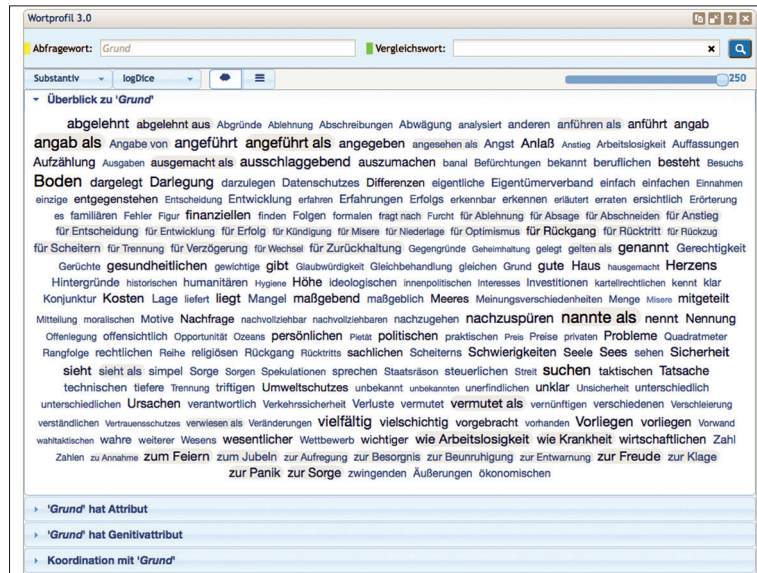 Wortprofil 3.0
Abfragewort: Grund Vergleichswort:
Substantiv logDice 250
Überblick zu 'Grund'
abgelehnt abgelehnt aus Abgründe Ablehnung Abschreibungen Abwägung analysiert anderen anführen als anführt angab
angab als Angabe von angeführt angeführt als angegeben angesehen als Angst Anlaß Anstieg Arbeitslosigkeit Auffassungen
Aufzählung Ausgaben ausgemacht als ausschlaggebend auszumachen banal Befürchtungen bekannt beruflichen besteht Besuchs
Boden dargelegt Darlegung darzulegen Datenschutzes Differenzen eigentliche Eigentümerverband einfach einfachen Einnahmen
einzige entgegenstehen Entscheidung Entwicklung erfahren Erfahrungen Erfolgs erkennbar erkennen erläutert erraten ersichtlich Erörterung
es familiären Fehler Figur finanziellen finden Folgen formalen fragt nach Furcht für Ablehnung für Absage für Abschneiden für Anstieg
für Entscheidung für Entwicklung für Erfolg für Kündigung für Misere für Niederlage für Optimismus für Rückgang für Rücktritt für Rückzug
für Scheitern für Trennung für Verzögerung für Wechsel für Zurückhaltung Gegengründe Geheimhaltung gelegt gelten als genannt Gerechtigkeit
Gerüchte gesundheitlichen gewichtige gibt Glaubwürdigkeit Gleichbehandlung gleichen Grund gute Haus hausgemacht Herzens
Hintergründe historischen humanitären Hygiene Höhe ideologischen innenpolitischen Interesses Investitionen kartellrechtlichen kennt klar
Konjunktur Kosten Lage liefert liegt Mangel maßgebend maßgeblich Meeres Meinungsverschiedenheiten Menge Misere mitgeteilt
Mitteilung moralischen Motive Nachfrage nachvollziehbar nachvollziehbaren nachzugehen nachzuspüren nannte als nennt Nennung
Offenlegung offensichtlich Opportunität Ozeans persönlichen Pietät politischen praktischen Preis Preise privaten Probleme Quadratmeter
Rangfolge rechtlichen Reihe religiösen Rückgang Rücktritts sachlichen Scheiterns Schwierigkeiten Seele Sees sehen Sicherheit
sieht sieht als simpel Sorge Sorgen Spekulationen sprechen Staatsräson steuerlichen Streit suchen taktischen Tatsache
technischen tiefere Trennung triftigen Umweltschutzes unbekannt unbekannten unerfindlichen unklar Unsicherheit unterschiedlich
unterschiedlichen Ursachen verantwortlich Verkehrssicherheit Verluste vermutet vermutet als vernünftigen verschiedenen Verschleierung
verständlichen Vertrauensschutzes verwiesen als Veränderungen vielfältig vielschichtig vorgebracht vorhanden Vorliegen vorliegen Vorwand
wahltaktischen wahre weiterer Wesens wesentlicher Wettbewerb wichtiger wie Arbeitslosigkeit wie Krankheit wirtschaftlichen Zahl
Zahlen zu Annahme zum Feiern zum Jubeln zur Aufregung zur Besorgnis zur Beunruhigung zur Entwarnung zur Freude zur Klage
zur Panik zur Sorge zwingenden Äußerungen ökonomischen
'Grund' hat Attribut
'Grund' hat Genitivattribut
Koordination mit 'Grund'